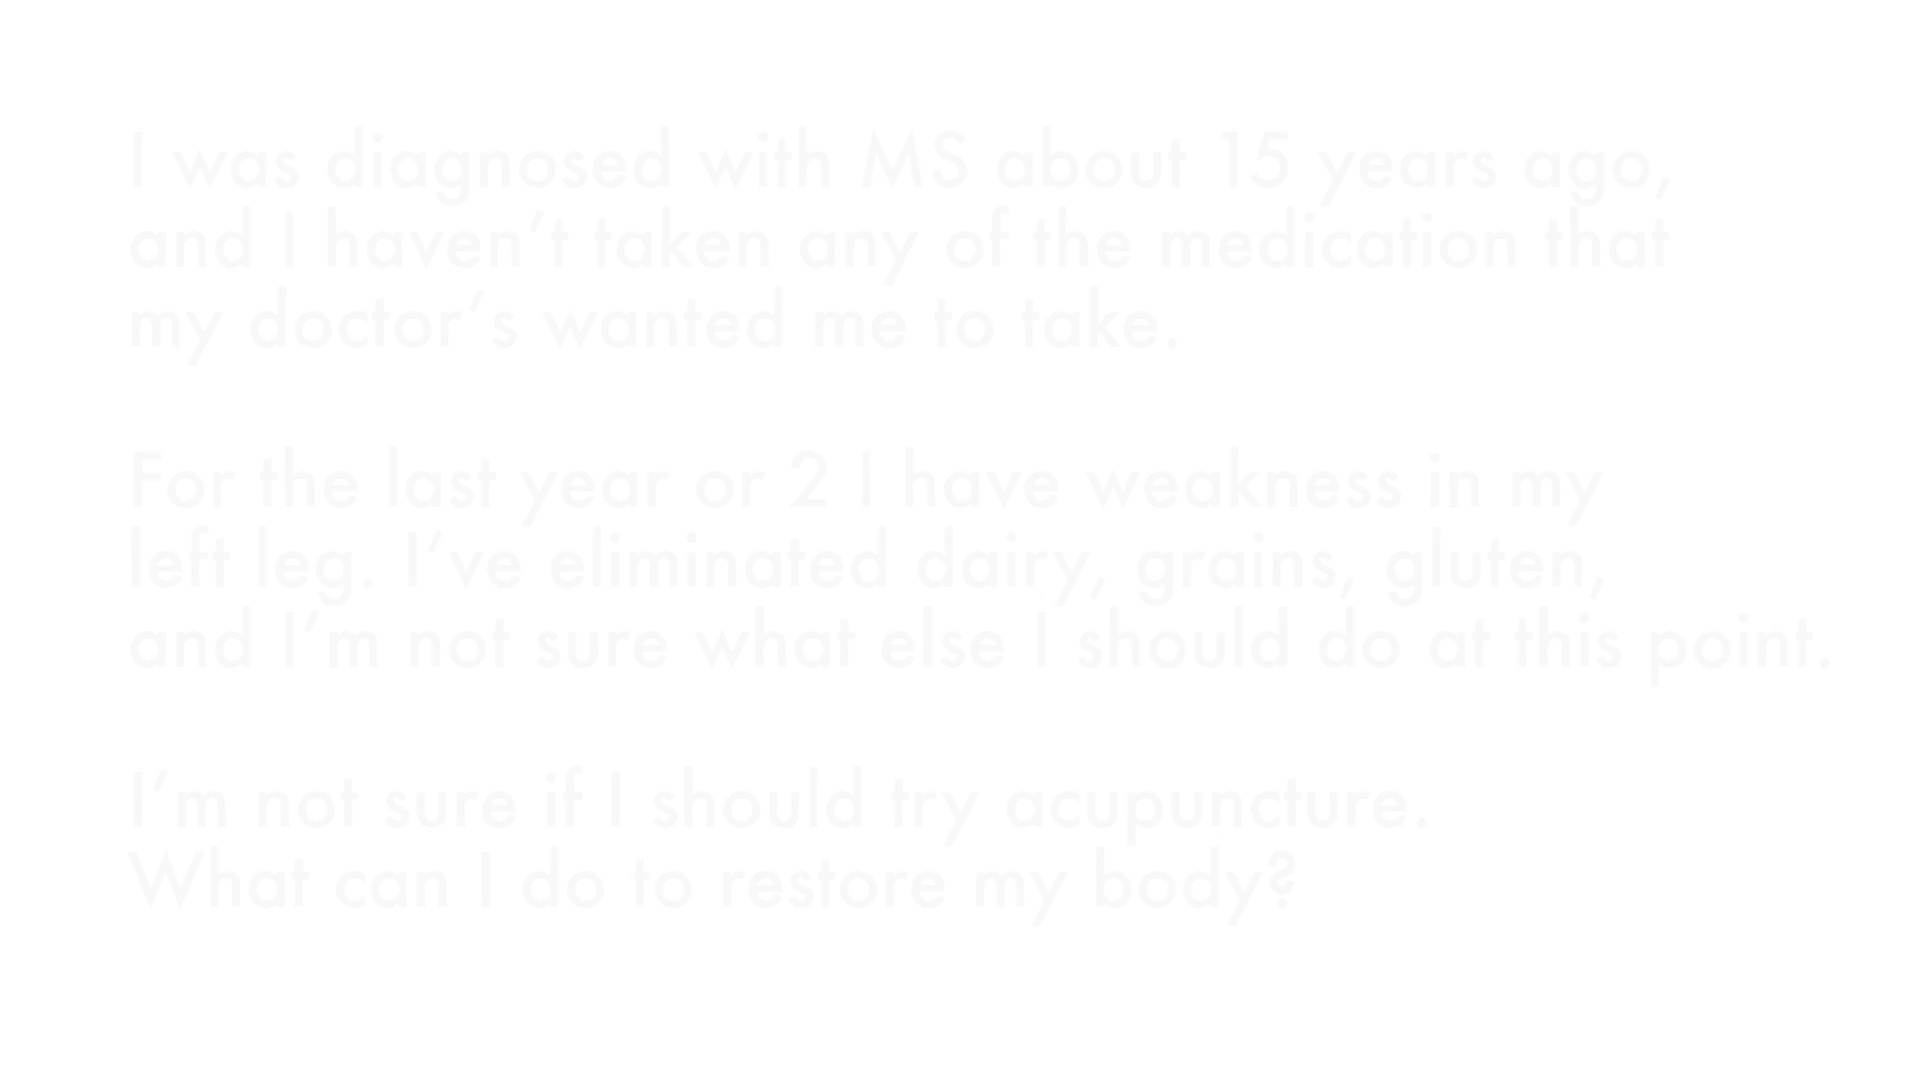 I was diagnosed with MS about 15 years ago,
and I haven’t taken any of the medication that
my doctor’s wanted me to take.
For the last year or 2 I have weakness in my
left leg. I’ve eliminated dairy, grains, gluten,
and I’m not sure what else I should do at this point.
I’m not sure if I should try acupuncture.
What can I do to restore my body?